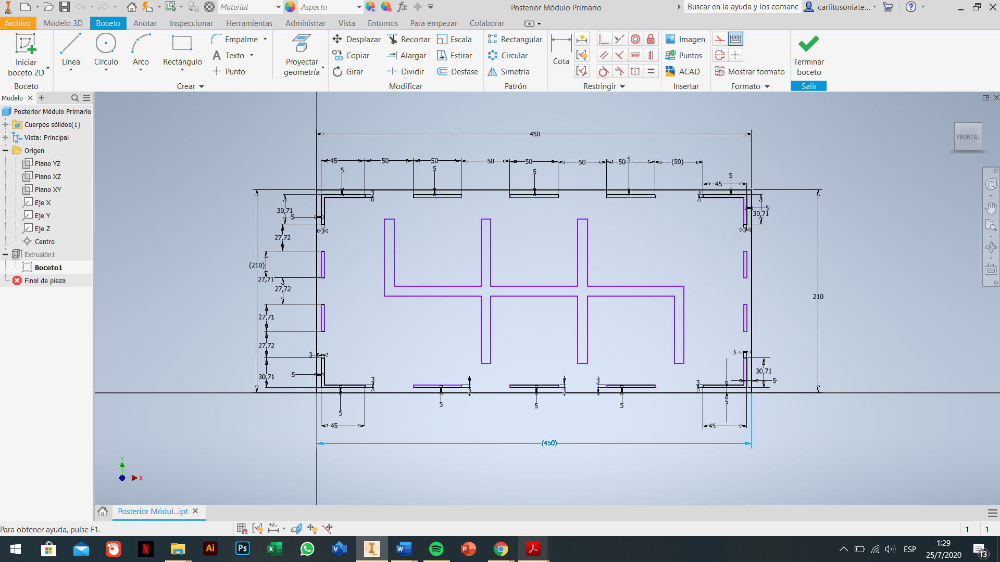 PRO
Material
Aspecto
fx
Posterior Módulo Primario
Buscar en la ayuda y los comanc
carlitosoniate...
Archivo
Modelo 3D
Boceto
Anotar
Inspeccionar
Herramientas
Administrar
Vista
Entornos
Para empezar
Colaborar
Iniciar
boceto 2D
Línea
Círculo
Arco
Rectángulo
Empalme
Texto
Punto
Proyectar
geometría
Desplazar
Copiar
Girar
Recortar
Alargar
Dividir
Escala
Estirar
Desfase
Rectangular
Circular
Simetría
Cota
Imagen
Puntos
ACAD
Mostrar formato
Terminar
boceto
Boceto
Crear
Modificar
Patrón
Restringir
Insertar
Formato
Salir
Modelo
Posterior Módulo Primario
Cuerpos sólidos(1)
Vista: Principal
Origen
Plano YZ
Plano XZ
Plano XY
Eje X
Eje Y
Eje Z
Centro
Extrusión1
Boceto1
Final de pieza
FRONTAL
450
45
50
50
50
50
50
50
(50)
5
5
5
5
5
45
3
3
30,71
5
3
27,72
(210)
27,71
27,72
27,71
27,72
3
30,71
5
5
30,71
3
210
3
30,71
5
3
3
3
3
3
5
5
5
5
5
45
45
(450)
Y
X
Posterior Módul...ipt
Para obtener ayuda, pulse F1.
1
1
N
Ai
Ps
X
V
I
PRO
W
P
ESP
1:29
25/7/2020
13